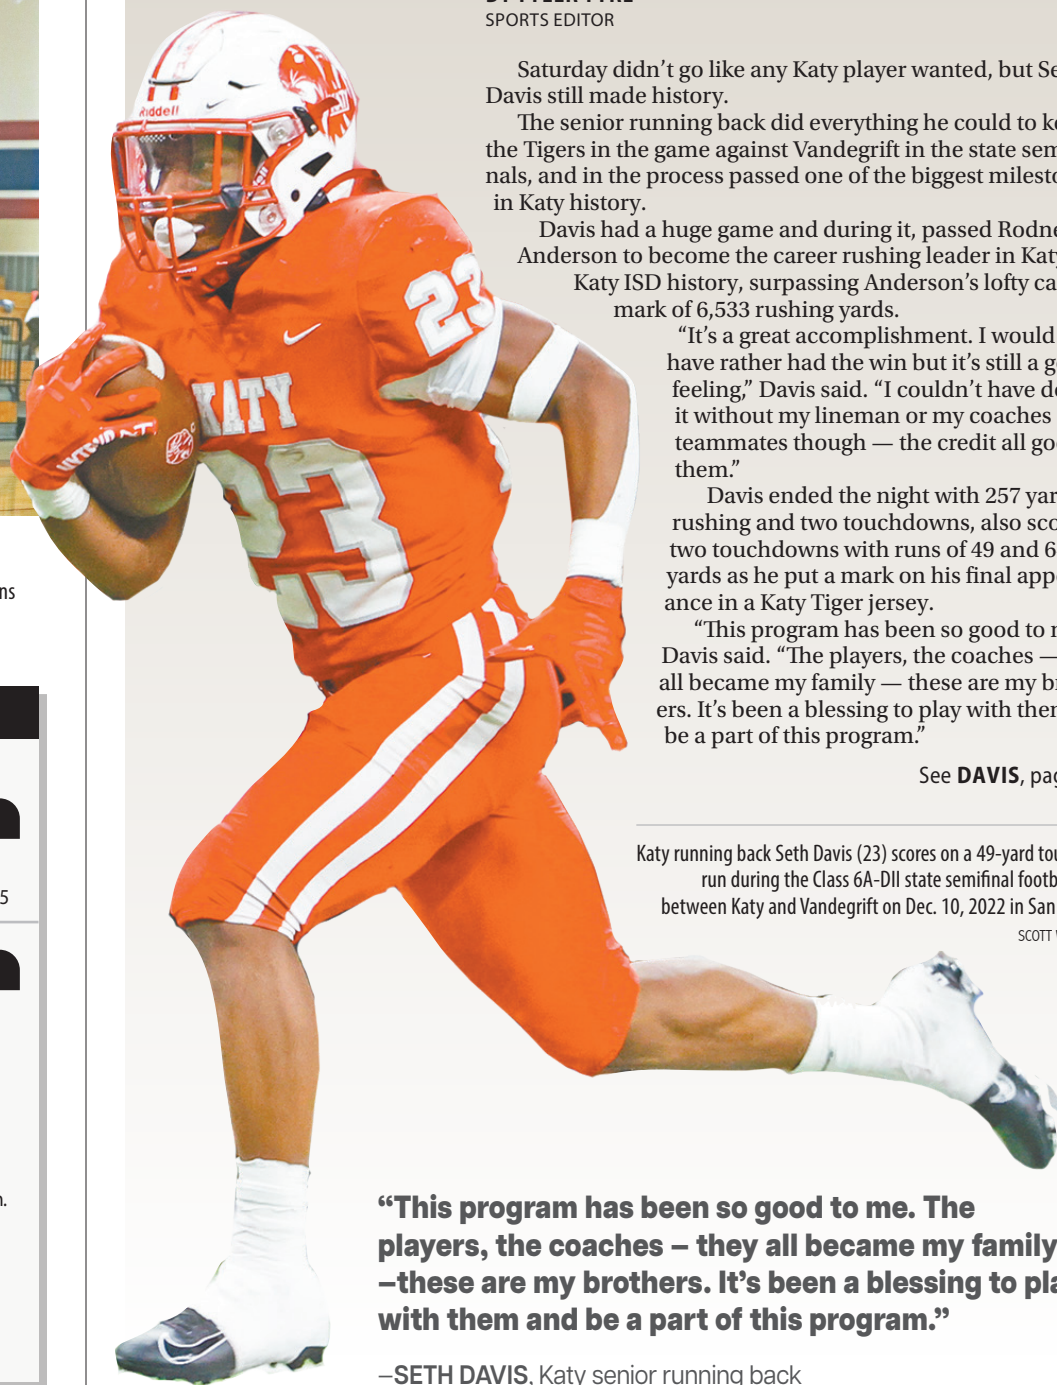 SPORTS EDITOR
Saturday didn’t go like any Katy player wanted, but Se
Davis still made history.
The senior running back did everything he could to ke
the Tigers in the game against Vandegrift in the state sem
nals, and in the process passed one of the biggest milesto
in Katy history.
Davis had a huge game and during it, passed Rodne
Anderson to become the career rushing leader in Katy
Katy ISD history, surpassing Anderson’s lofty ca
mark of 6,533 rushing yards.
“It’s a great accomplishment. I would
have rather had the win but it’s still a go
feeling,” Davis said. “I couldn’t have do
it without my lineman or my coaches
teammates though — the credit all goe
them.”
Davis ended the night with 257 yar
rushing and two touchdowns, also sco
two touchdowns with runs of 49 and 6
yards as he put a mark on his final appe
ance in a Katy Tiger jersey.
“This program has been so good to m
Davis said. “The players, the coaches —
all became my family — these are my br
ers. It’s been a blessing to play with them
be a part of this program.”
See DAVIS, pag
Katy running back Seth Davis (23) scores on a 49-yard tou
run during the Class 6A-DII state semifinal footb
between Katy and Vandegrift on Dec. 10, 2022 in San
SCOTT
“This program has been so good to me. The
players, the coaches – they all became my family
–these are my brothers. It’s been a blessing to pla
with them and be a part of this program.”
–SETH DAVIS, Katy senior running back
Riddell
23
KATY
23
ns
5
n.